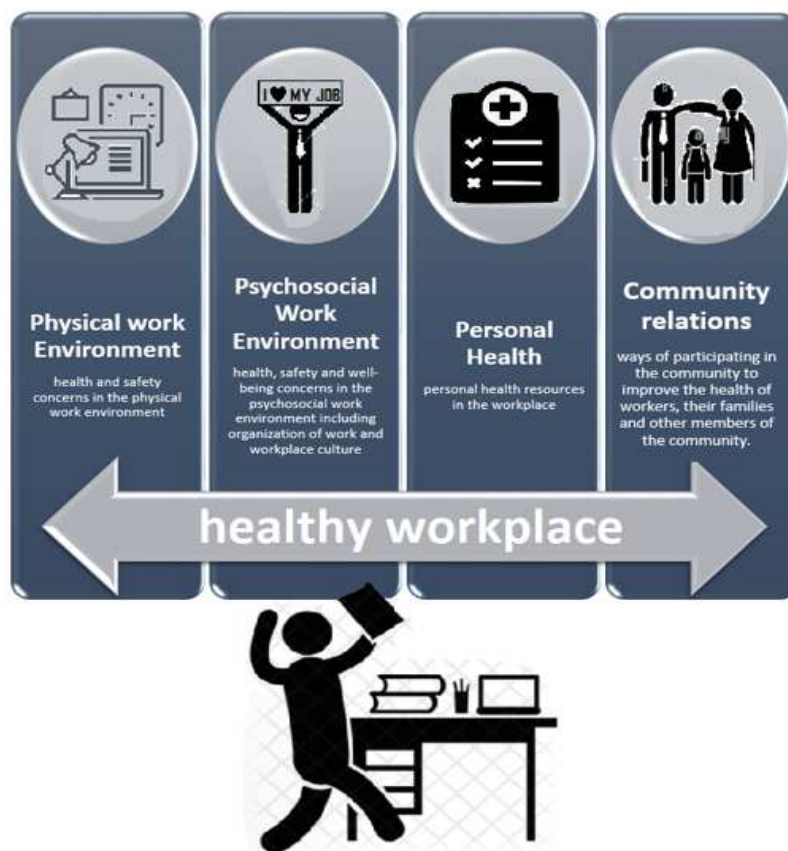 I ♥ MY JOB
Physical work
Environment
health and safety
concerns in the physical
work environment
Psychosocial
Work
Environment
health, safety and well-
being concerns in the
psychosocial work
environment including
organization of work and
workplace culture
Personal
Health
personal health resources
in the workplace
Community
relations
ways of participating in
the community to
improve the health of
workers, their families
and other members of
the community.
healthy workplace